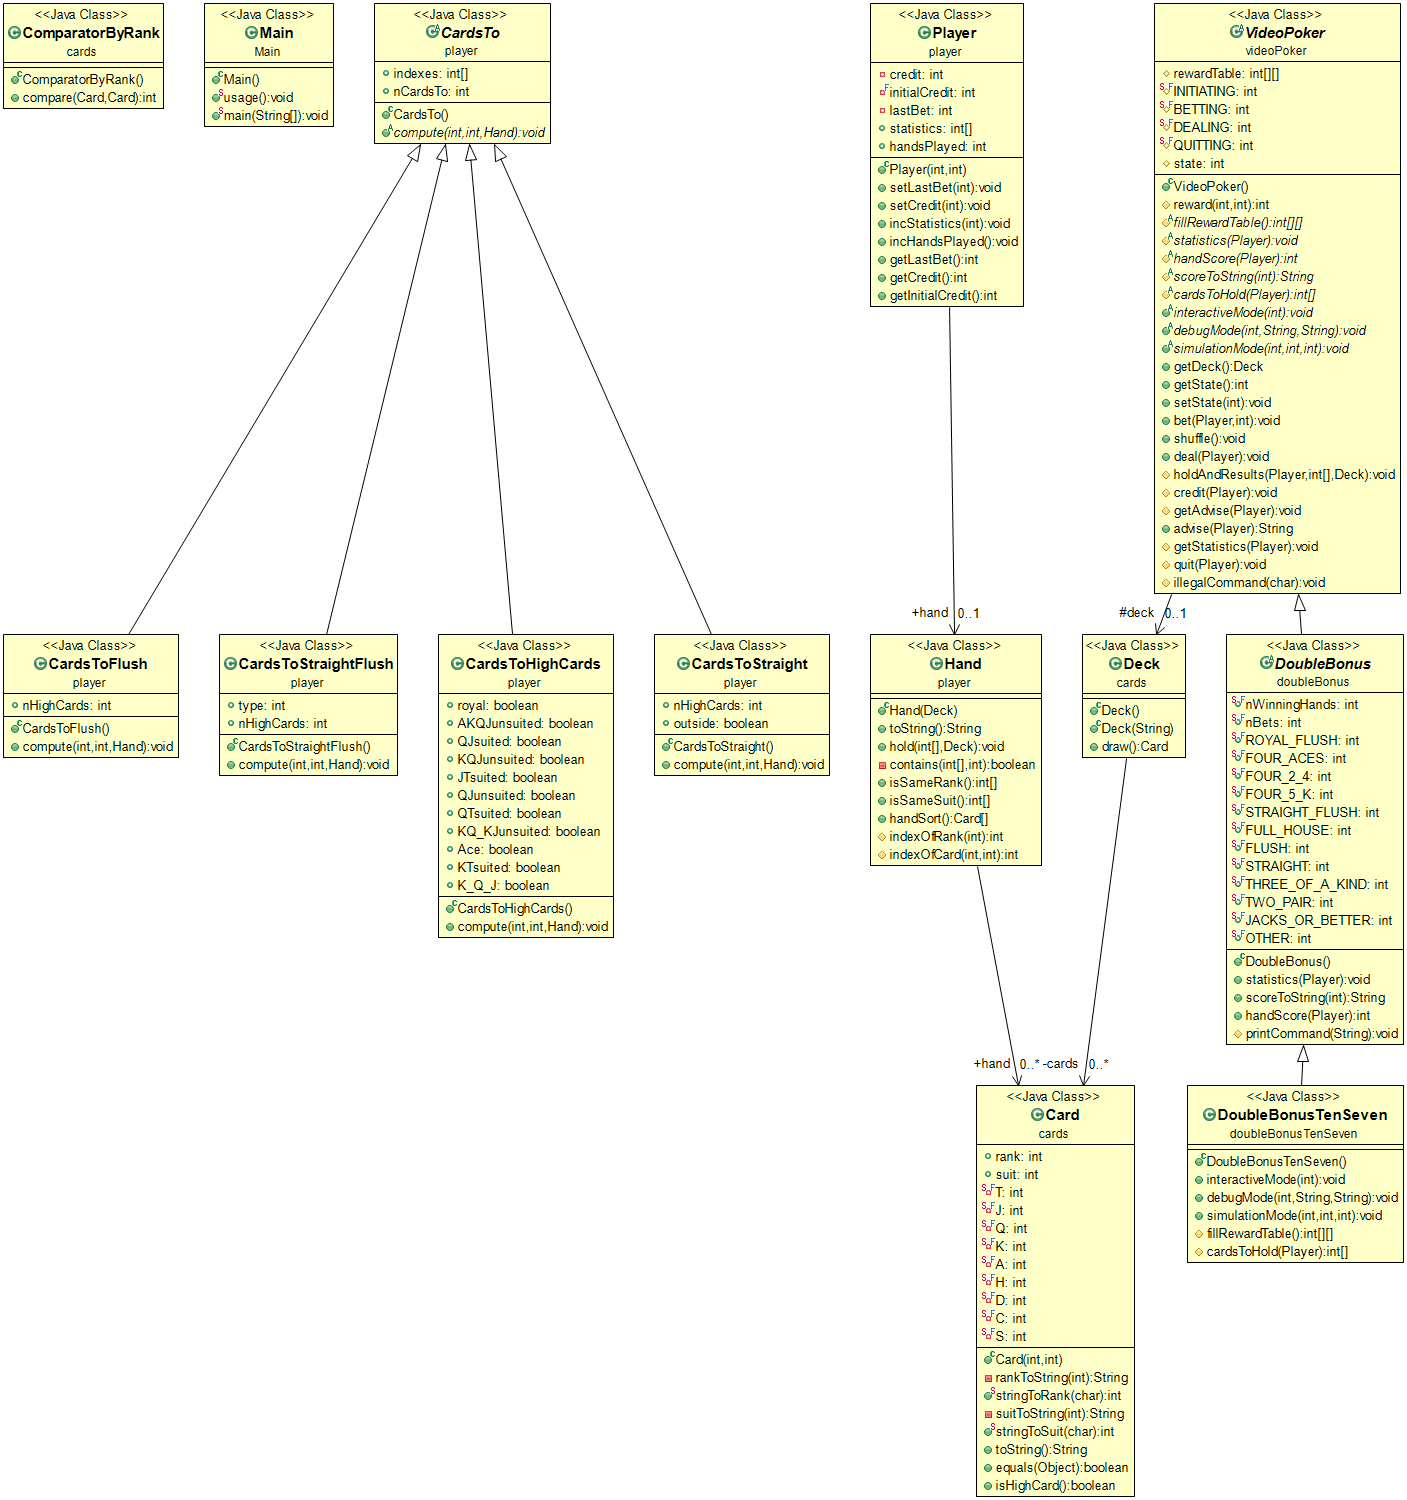 <<Java Class>>
ComparatorByRank
cards
ComparatorByRank()
compare(Card,Card):int
<<Java Class>>
Main
Main
Main()
usage():void
main(String[]):void
<<Java Class>>
CardsTo
player
indexes: int[]
nCardsTo: int
CardsTo()
compute(int,int,Hand):void
<<Java Class>>
Player
player
credit: int
initialCredit: int
lastBet: int
statistics: int[]
handsPlayed: int
Player(int,int)
setLastBet(int):void
setCredit(int):void
incStatistics(int):void
incHandsPlayed():void
getLastBet():int
getCredit():int
getInitialCredit():int
<<Java Class>>
VideoPoker
videoPoker
rewardTable: int[][]
INITIATING: int
BETTING: int
DEALING: int
QUITTING: int
state: int
VideoPoker()
reward(int,int):int
fillRewardTable():int[][]
statistics(Player):void
handScore(Player):int
scoreToString(int):String
cardsToHold(Player):int[]
interactiveMode(int):void
debugMode(int,String,String):void
simulationMode(int,int,int):void
getDeck():Deck
getState():int
setState(int):void
bet(Player,int):void
shuffle():void
deal(Player):void
holdAndResults(Player,int[],Deck):void
credit(Player):void
getAdvise(Player):void
advise(Player):String
getStatistics(Player):void
quit(Player):void
illegalCommand(char):void
+hand 0..1
#deck 0..1
<<Java Class>>
CardsToFlush
player
nHighCards: int
CardsToFlush()
compute(int,int,Hand):void
<<Java Class>>
CardsToStraightFlush
player
type: int
nHighCards: int
CardsToStraightFlush()
compute(int,int,Hand):void
<<Java Class>>
CardsToHighCards
player
royal: boolean
AKQJunsuited: boolean
QJsuited: boolean
KQJunsuited: boolean
JTsuited: boolean
QJunsuited: boolean
QTsuited: boolean
KQ_KJunsuited: boolean
Ace: boolean
KTsuited: boolean
K_Q_J: boolean
CardsToHighCards()
compute(int,int,Hand):void
<<Java Class>>
CardsToStraight
player
nHighCards: int
outside: boolean
CardsToStraight()
compute(int,int,Hand):void
<<Java Class>>
Hand
player
Hand(Deck)
toString():String
hold(int[],Deck):void
contains(int[],int):boolean
isSameRank():int[]
isSameSuit():int[]
handSort():Card[]
indexOfRank(int):int
indexOfCard(int,int):int
<<Java Class>>
Deck
cards
Deck()
Deck(String)
draw():Card
<<Java Class>>
DoubleBonus
doubleBonus
nWinningHands: int
nBets: int
ROYAL_FLUSH: int
FOUR_ACES: int
FOUR_2_4: int
FOUR_5_K: int
STRAIGHT_FLUSH: int
FULL_HOUSE: int
FLUSH: int
STRAIGHT: int
THREE_OF_A_KIND: int
TWO_PAIR: int
JACKS_OR_BETTER: int
OTHER: int
DoubleBonus()
statistics(Player):void
scoreToString(int):String
handScore(Player):int
printCommand(String):void
+hand 0..*
-cards 0..*
<<Java Class>>
Card
cards
rank: int
suit: int
T: int
J: int
Q: int
K: int
A: int
H: int
D: int
C: int
S: int
Card(int,int)
rankToString(int):String
stringToRank(char):int
suitToString(int):String
stringToSuit(char):int
toString():String
equals(Object):boolean
isHighCard():boolean
<<Java Class>>
DoubleBonusTenSeven
doubleBonusTenSeven
DoubleBonusTenSeven()
interactiveMode(int):void
debugMode(int,String,String):void
simulationMode(int,int,int):void
fillRewardTable():int[][]
cardsToHold(Player):int[]